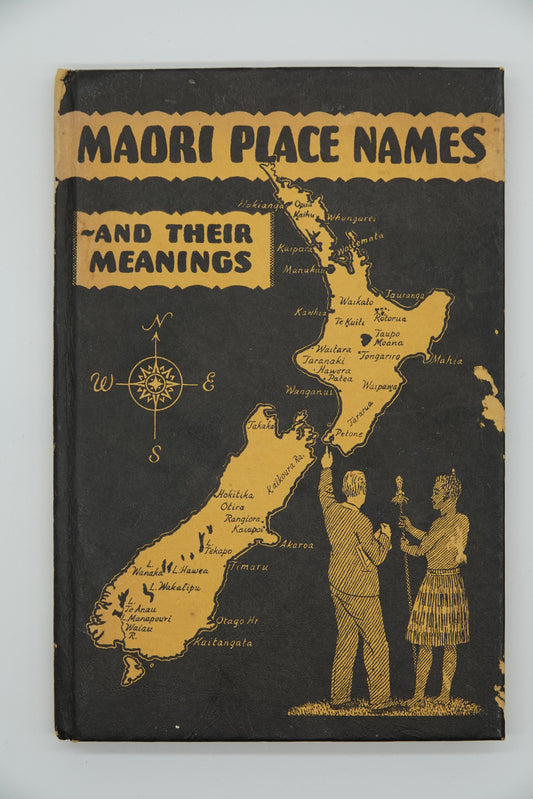 MAORI PLACE NAMES
~AND THEIR
MEANINGS
Hokianga
Opua
Kaihu
Whangarei
Kaipara
Waitemata
Manukau
Tauranga
Waikato
Kawhia
Rotorua
Te Kuiti
Taupo
Moana
Waitara
Tongariro
Taranaki
Mahia
Hawera
Patea
Waipawa
Wanganui
Tararua
Petone
N
W
E
S
Takaka
Kaikoura Ra.
Hokitika
Otira
Rangiora
Kaiapoi
Akaroa
L.
Tekapo
L.
Wanaka
L. Hawea
Timaru
L. Wakatipu
L.
Te Anau
L.
Manapouri
Waiau
R.
Otago Hr
Kaitangata